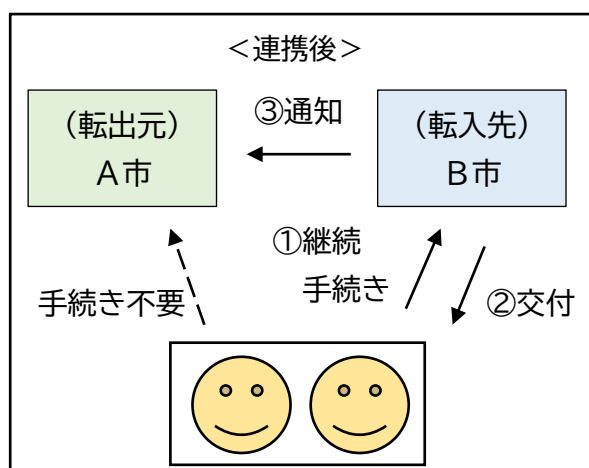 ＜連携後＞
（転出元）
Ａ市
③通知
（転入先）
Ｂ市
①継続
手続き
手続き不要
②交付